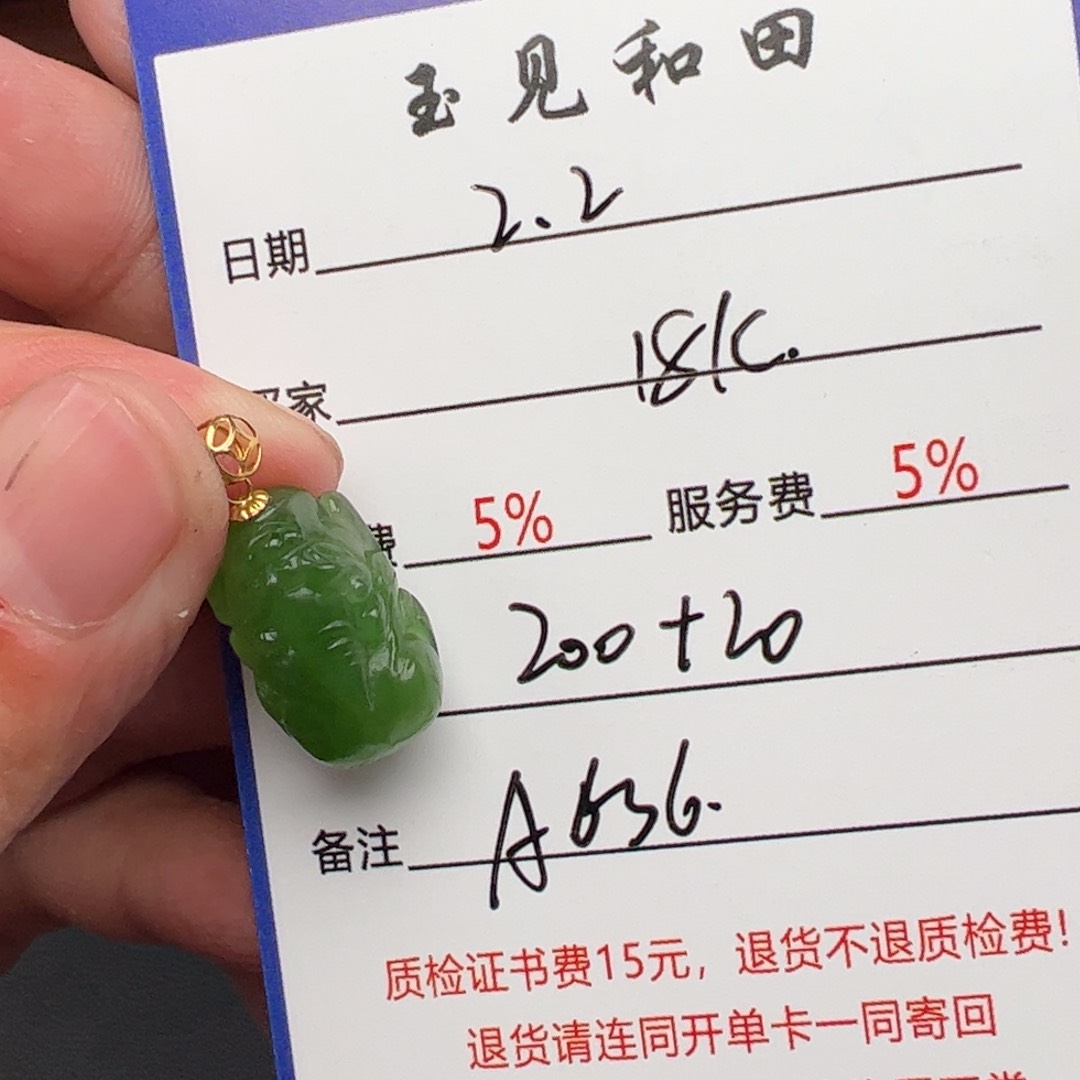 玉见和田
日期 2.2
家 18K.
费 5% 服务费 5%
200+20
备注 A636.
质检证书费15元，退货不退质检费！
退货请连同开单卡一同寄回